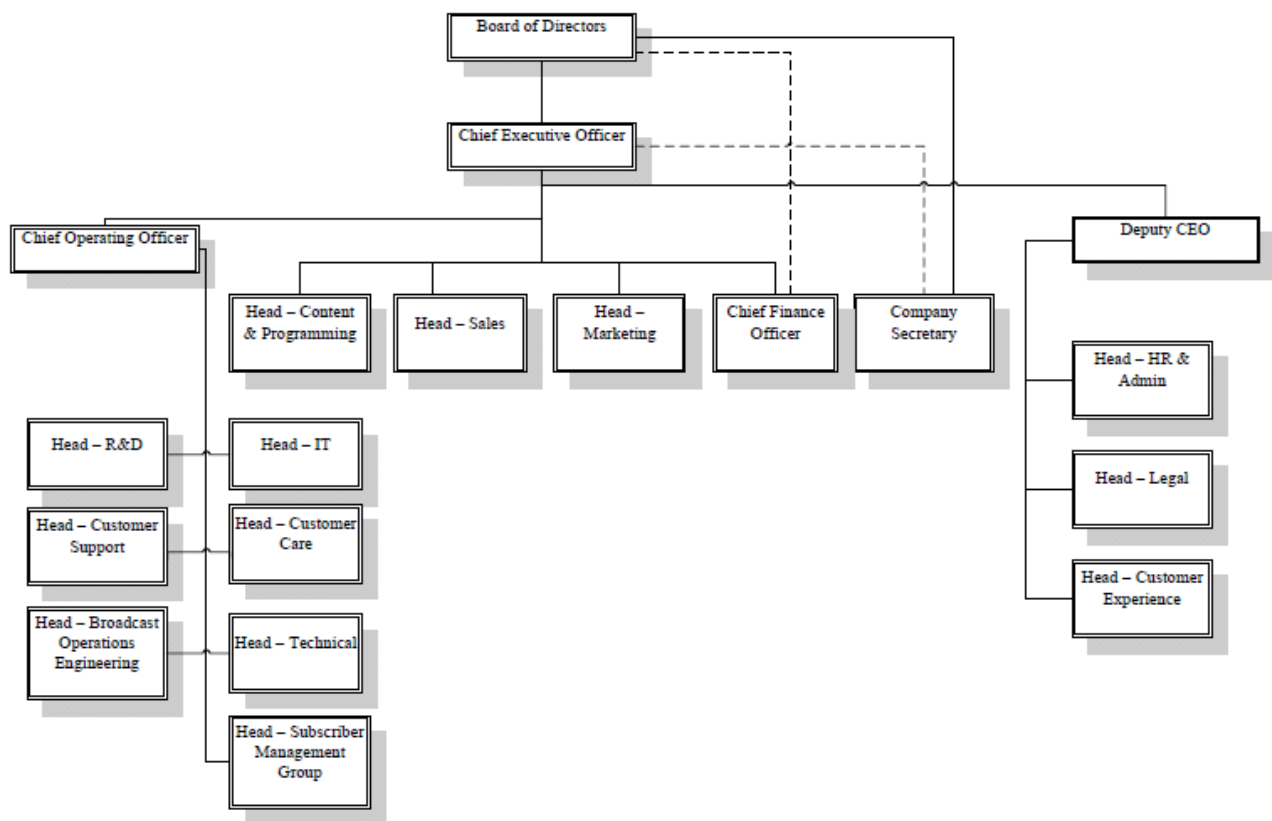 Board of Directors
Chief Executive Officer
Chief Operating Officer
Deputy CEO
Head – Content
& Programming
Head – Sales
Head –
Marketing
Chief Finance
Officer
Company
Secretary
Head – HR &
Admin
Head – R&D
Head – IT
Head – Legal
Head – Customer
Support
Head – Customer
Care
Head – Customer
Experience
Head – Broadcast
Operations
Engineering
Head – Technical
Head – Subscriber
Management
Group